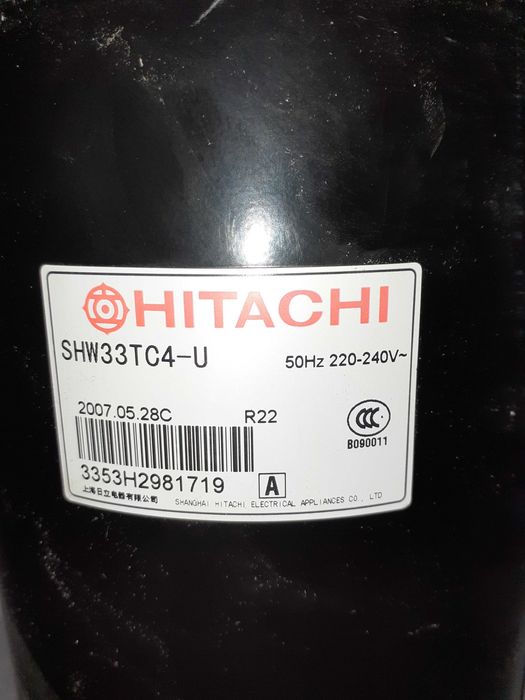 HITACHI
SHW33TC4-U
50Hz 220-240V~
2007.05.28C
R22
CCC
B090011
3353H2981719
A
上海日立电器有限公司
SHANGHAI HITACHI ELECTRICAL APPLIANCES CO., LTD